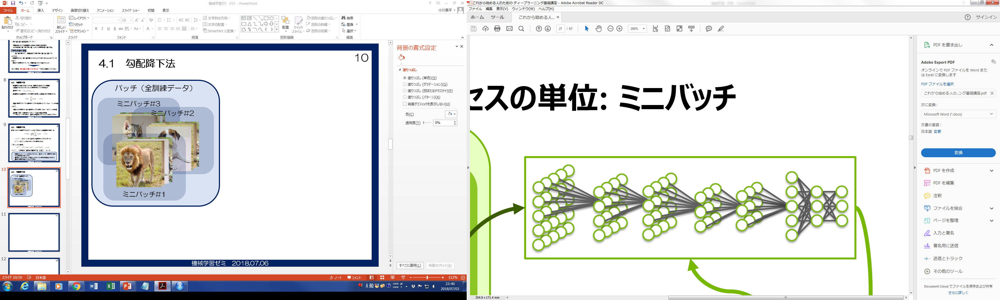 機械学習ゼミ 小川 - PowerPoint
ファイル ホーム 挿入 デザイン 画面切り替え アニメーション スライド ショー 校閲 表示
小川晃平
貼り付け
切り取り
コピー
書式のコピー/貼り付け
クリップボード
新しい
スライド
レイアウト
リセット
セクション
スライド
18
フォント
文字列の方向
文字の配置
SmartArt に変換
段落
配置
クイック
スタイル
図形の塗りつぶし
図形の枠線
図形の効果
図形描画
検索
置換
選択
編集
8
9
10
11
12
4.1 勾配降下法
10
バッチ（全訓練データ）
ミニバッチ#3
ミニバッチ#2
ミニバッチ#1
機械学習ゼミ 2018,07,06
背景の書式設定
塗りつぶし
塗りつぶし (単色)(S)
塗りつぶし (グラデーション)(G)
塗りつぶし (図またはテクスチャ)(P)
塗りつぶし (パターン)(A)
背景グラフィックを表示しない(H)
色(C)
透明度(T) 0%
すべてに適用(L) 背景のリセット(B)
スライド 10/19 日本語
ノート コメント 112%
A 般 CAPS KANA
23:40
2018/07/03
これから始める人のための ディープラーニング基礎講座.pdf - Adobe Acrobat Reader DC
ファイル 編集 表示(V) ウィンドウ(W) ヘルプ(H)
ホーム ツール これから始める人... ×
サインイン
27 / 67
200%
セスの単位: ミニバッチ
304.8 x 171.4 mm
PDF を書き出し
Adobe Export PDF
オンラインで PDF ファイルを Word また
は Excel に変換します
PDF ファイルを選択
これから始める人の...ング基礎講座.pdf
次に変換 :
Microsoft Word (*.docx)
文書の言語 :
日本語 変更
変換
PDF を作成
PDF を編集
注釈
ファイルを結合
ページを整理
入力と署名
署名用に送信
送信とトラック
その他のツール
Document Cloud でファイルを保存および共有
さらに詳しく